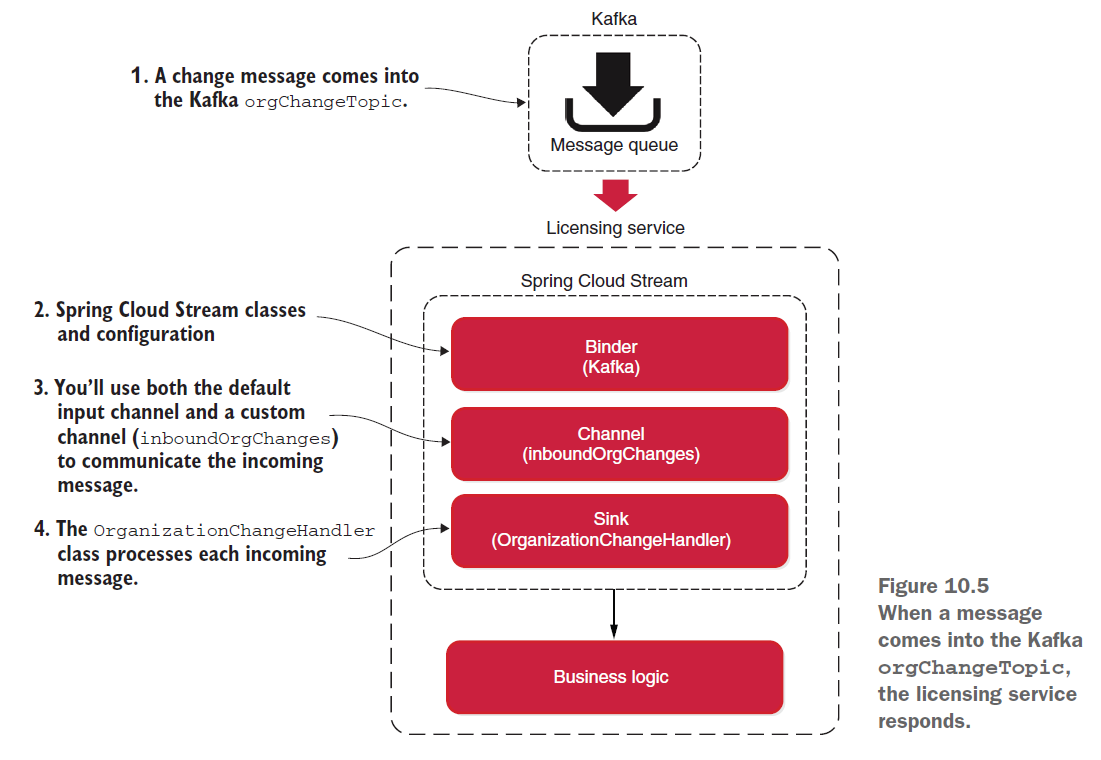 Kafka
1. A change message comes into
the Kafka orgChangeTopic.
Message queue
Licensing service
Spring Cloud Stream
2. Spring Cloud Stream classes
and configuration
Binder
(Kafka)
3. You’ll use both the default
input channel and a custom
channel (inboundOrgChanges)
to communicate the incoming
message.
Channel
(inboundOrgChanges)
4. The OrganizationChangeHandler
class processes each incoming
message.
Sink
(OrganizationChangeHandler)
Business logic
Figure 10.5
When a message
comes into the Kafka
orgChangeTopic,
the licensing service
responds.